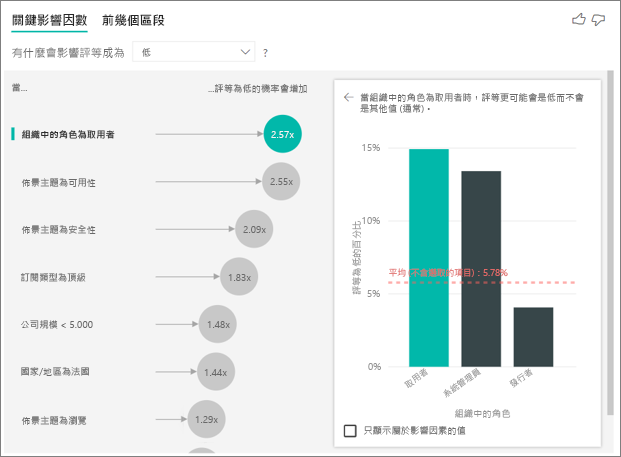 關鍵影響因數 前幾個區段
有什麼會影響評等成為 低 ?
當... ...評等為低的機率會增加
組織中的角色為取用者 2.57x
佈景主題為可用性 2.55x
佈景主題為安全性 2.09x
訂閱類型為頂級 1.83x
公司規模 < 5.000 1.48x
國家/地區為法國 1.44x
佈景主題為瀏覽 1.29x
當組織中的角色為取用者時，評等更可能會是低而不會
是其他值 (通常)。
評等為低的百分比
15%
10%
平均 (不含選取的項目)：5.78%
5%
0%
取用者 系統管理員 發行者
組織中的角色
只顯示屬於影響因素的值